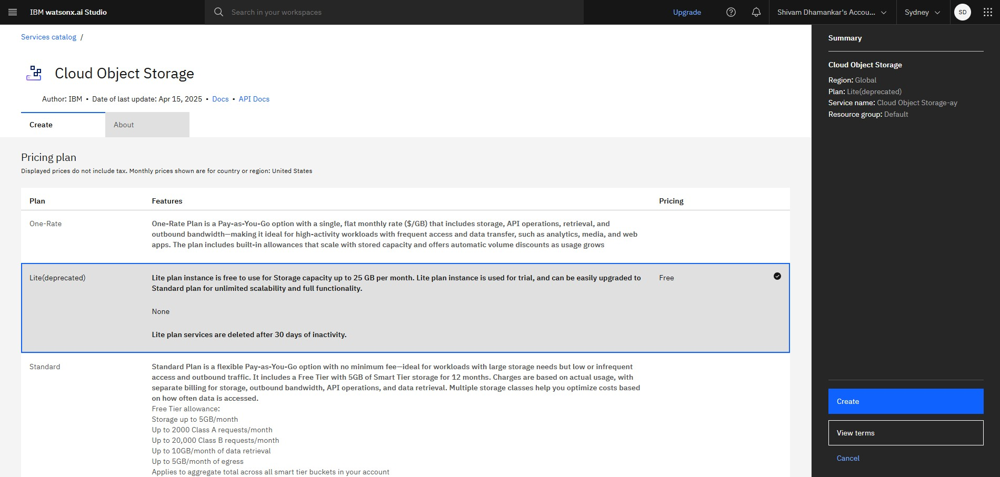 IBM watsonx.ai Studio
Search in your workspaces
Upgrade
Shivam Dhamankar's Accou...
Sydney
SD
Services catalog /
Cloud Object Storage
Author: IBM • Date of last update: Apr 15, 2025 • Docs • API Docs
Create
About
Pricing plan
Displayed prices do not include tax. Monthly prices shown are for country or region: United States
Plan Features Pricing
One-Rate
One-Rate Plan is a Pay-as-You-Go option with a single, flat monthly rate ($/GB) that includes storage, API operations, retrieval, and
outbound bandwidth—making it ideal for high-activity workloads with frequent access and data transfer, such as analytics, media, and web
apps. The plan includes built-in allowances that scale with stored capacity and offers automatic volume discounts as usage grows
Lite(deprecated)
Lite plan instance is free to use for Storage capacity up to 25 GB per month. Lite plan instance is used for trial, and can be easily upgraded to
Standard plan for unlimited scalability and full functionality.
None
Lite plan services are deleted after 30 days of inactivity.
Free
Standard
Standard Plan is a flexible Pay-as-You-Go option with no minimum fee—ideal for workloads with large storage needs but low or infrequent
access and outbound traffic. It includes a Free Tier with 5GB of Smart Tier storage for 12 months. Charges are based on actual usage, with
separate billing for storage, outbound bandwidth, API operations, and data retrieval. Multiple storage classes help you optimize costs based
on how often data is accessed.
Free Tier allowance:
Storage up to 5GB/month
Up to 2000 Class A requests/month
Up to 20,000 Class B requests/month
Up to 10GB/month of data retrieval
Up to 5GB/month of egress
Applies to aggregate total across all smart tier buckets in your account
Summary
Cloud Object Storage
Region: Global
Plan: Lite(deprecated)
Service name: Cloud Object Storage-ay
Resource group: Default
Create
View terms
Cancel